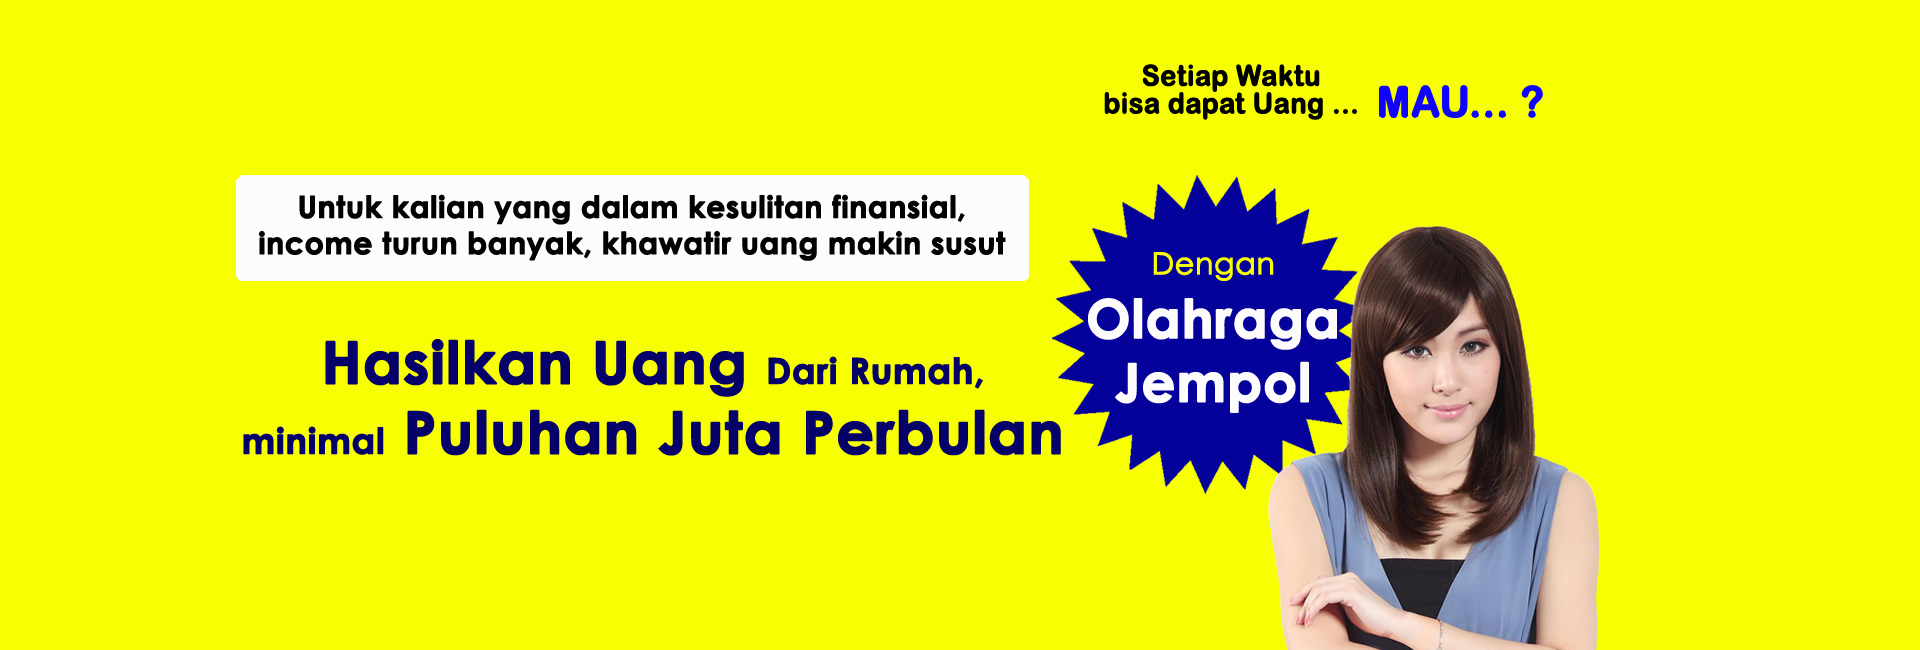 Setiap Waktu
bisa dapat Uang ... MAU... ?
Untuk kalian yang dalam kesulitan finansial,
income turun banyak, khawatir uang makin susut
Hasilkan Uang Dari Rumah,
minimal Puluhan Juta Perbulan
Dengan
Olahraga
Jempol